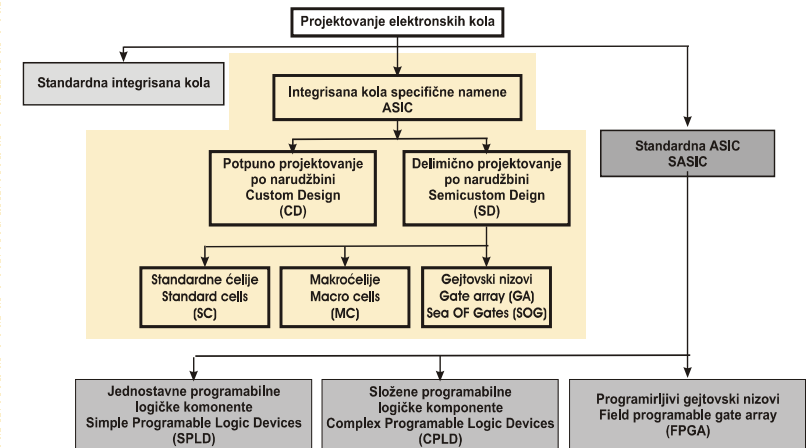 Projektovanje elektronskih kola
Standardna integrisana kola
Integrisana kola specifične namene
ASIC
Standardna ASIC
SASIC
Potpuno projektovanje
po narudžbini
Custom Design
(CD)
Delimično projektovanje
po narudžbini
Semicustom Deign
(SD)
Standardne ćelije
Standard cells
(SC)
Makroćelije
Macro cells
(MC)
Gejtovski nizovi
Gate array (GA)
Sea OF Gates (SOG)
Jednostavne programabilne
logičke komonente
Simple Programable Logic Devices
(SPLD)
Složene programabilne
logičke komponente
Complex Programable Logic Devices
(CPLD)
Programirljivi gejtovski nizovi
Field programable gate array
(FPGA)